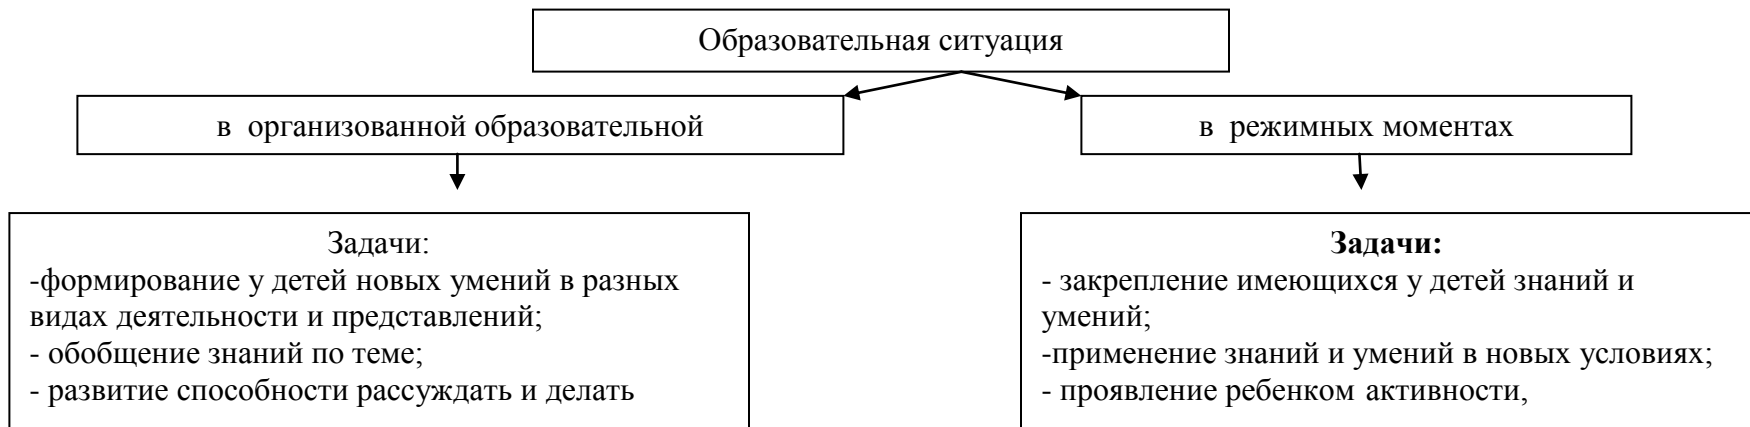 Образовательная ситуация
в организованной образовательной
в режимных моментах
Задачи:
-формирование у детей новых умений в разных
видах деятельности и представлений;
- обобщение знаний по теме;
- развитие способности рассуждать и делать
Задачи:
- закрепление имеющихся у детей знаний и
умений;
-применение знаний и умений в новых условиях;
- проявление ребенком активности,